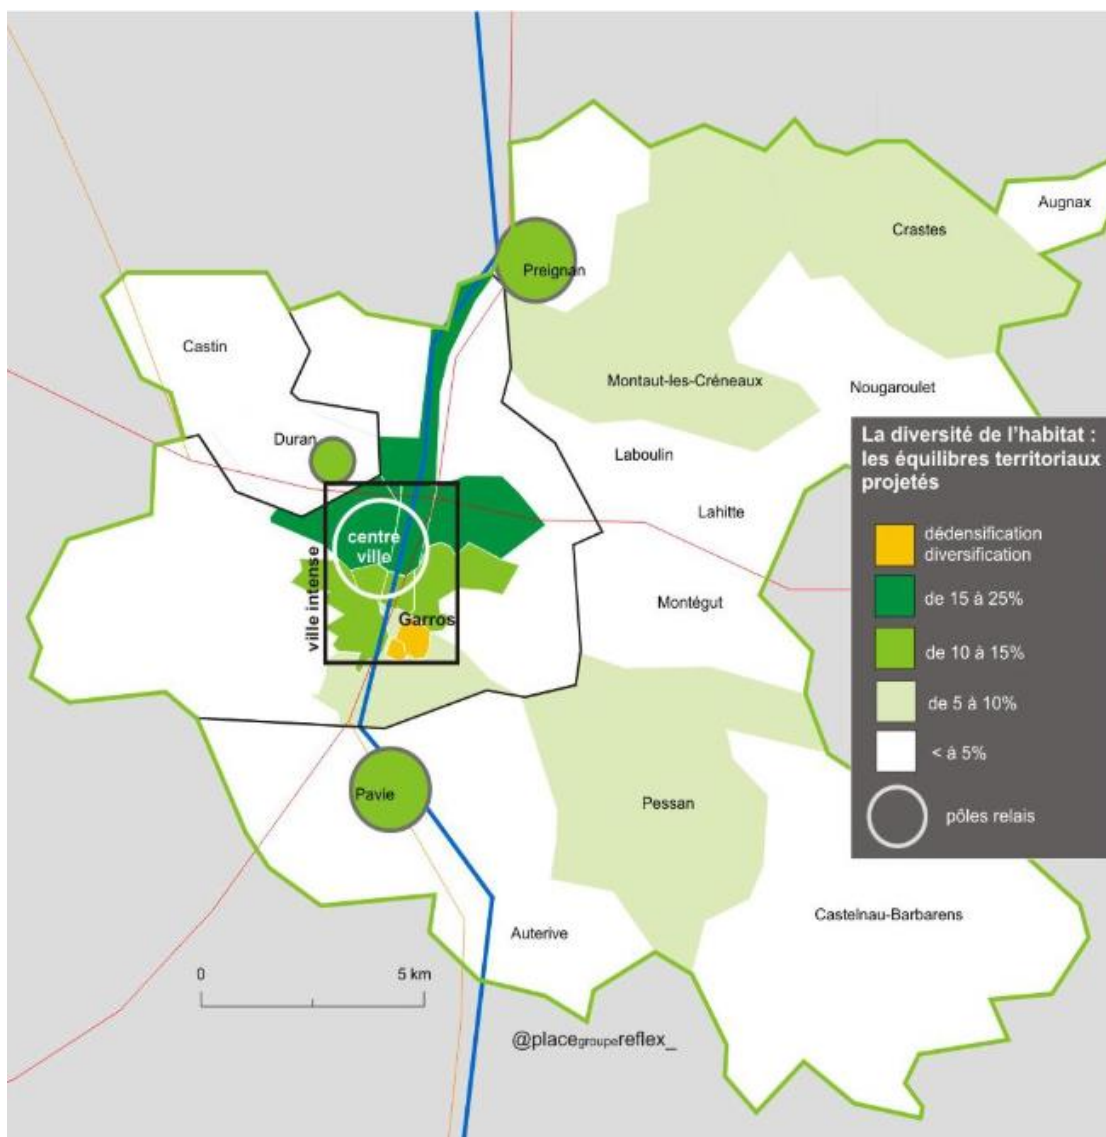 Augnax
Crastes
Preignan
Castin
Montaut-les-Créneaux
Nougaroulet
Duran
Laboulin
Lahitte
centre
ville
ville intense
Garros
Montégut
Pavie
Pessan
Auterive
Castelnau-Barbarens
La diversité de l'habitat :
les équilibres territoriaux
projetés
dédensification
diversification
de 15 à 25%
de 10 à 15%
de 5 à 10%
< à 5%
pôles relais
0 5 km
@placegroupereflex_